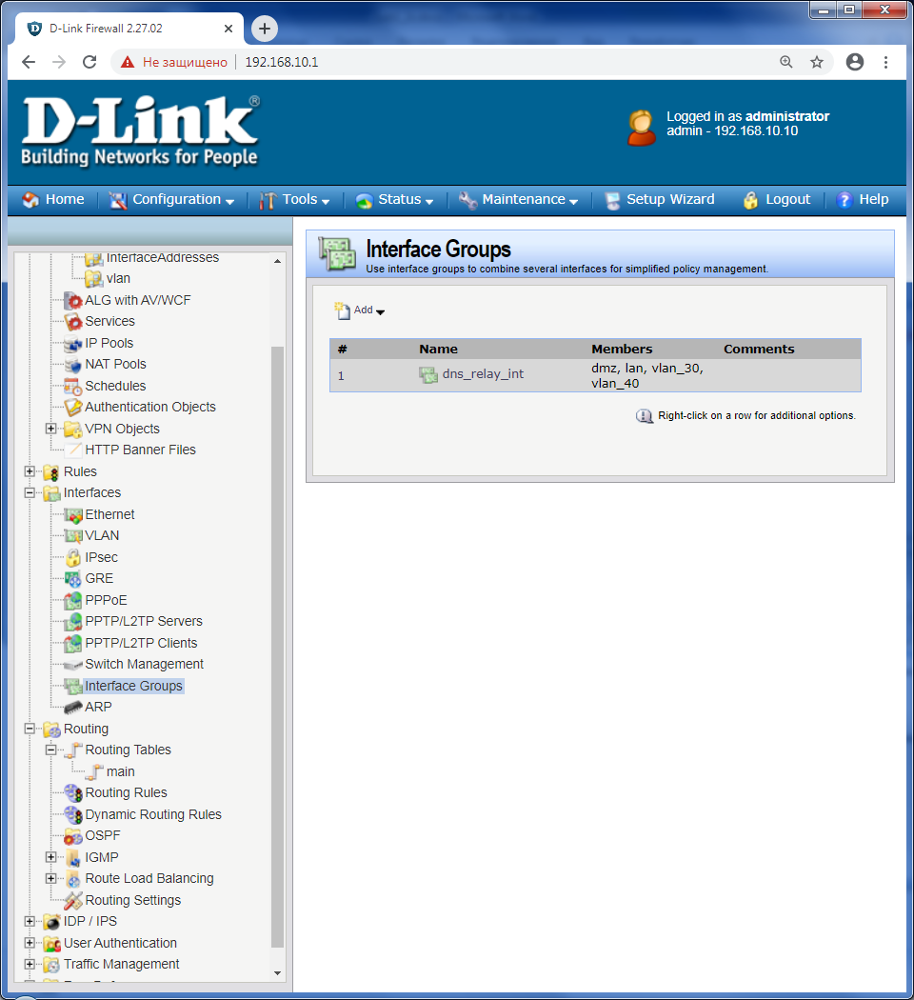 D-Link Firewall 2.27.02
Не защищено 192.168.10.1
D-Link®
Building Networks for People
Logged in as administrator
admin - 192.168.10.10
Home Configuration Tools Status Maintenance Setup Wizard Logout Help
InterfaceAddresses
vlan
ALG with AV/WCF
Services
IP Pools
NAT Pools
Schedules
Authentication Objects
VPN Objects
HTTP Banner Files
Rules
Interfaces
Ethernet
VLAN
IPsec
GRE
PPPoE
PPTP/L2TP Servers
PPTP/L2TP Clients
Switch Management
Interface Groups
ARP
Routing
Routing Tables
main
Routing Rules
Dynamic Routing Rules
OSPF
IGMP
Route Load Balancing
Routing Settings
IDP / IPS
User Authentication
Traffic Management
Interface Groups
Use interface groups to combine several interfaces for simplified policy management.
Add
# Name Members Comments
1 dns_relay_int dmz, lan, vlan_30,
vlan_40
Right-click on a row for additional options.